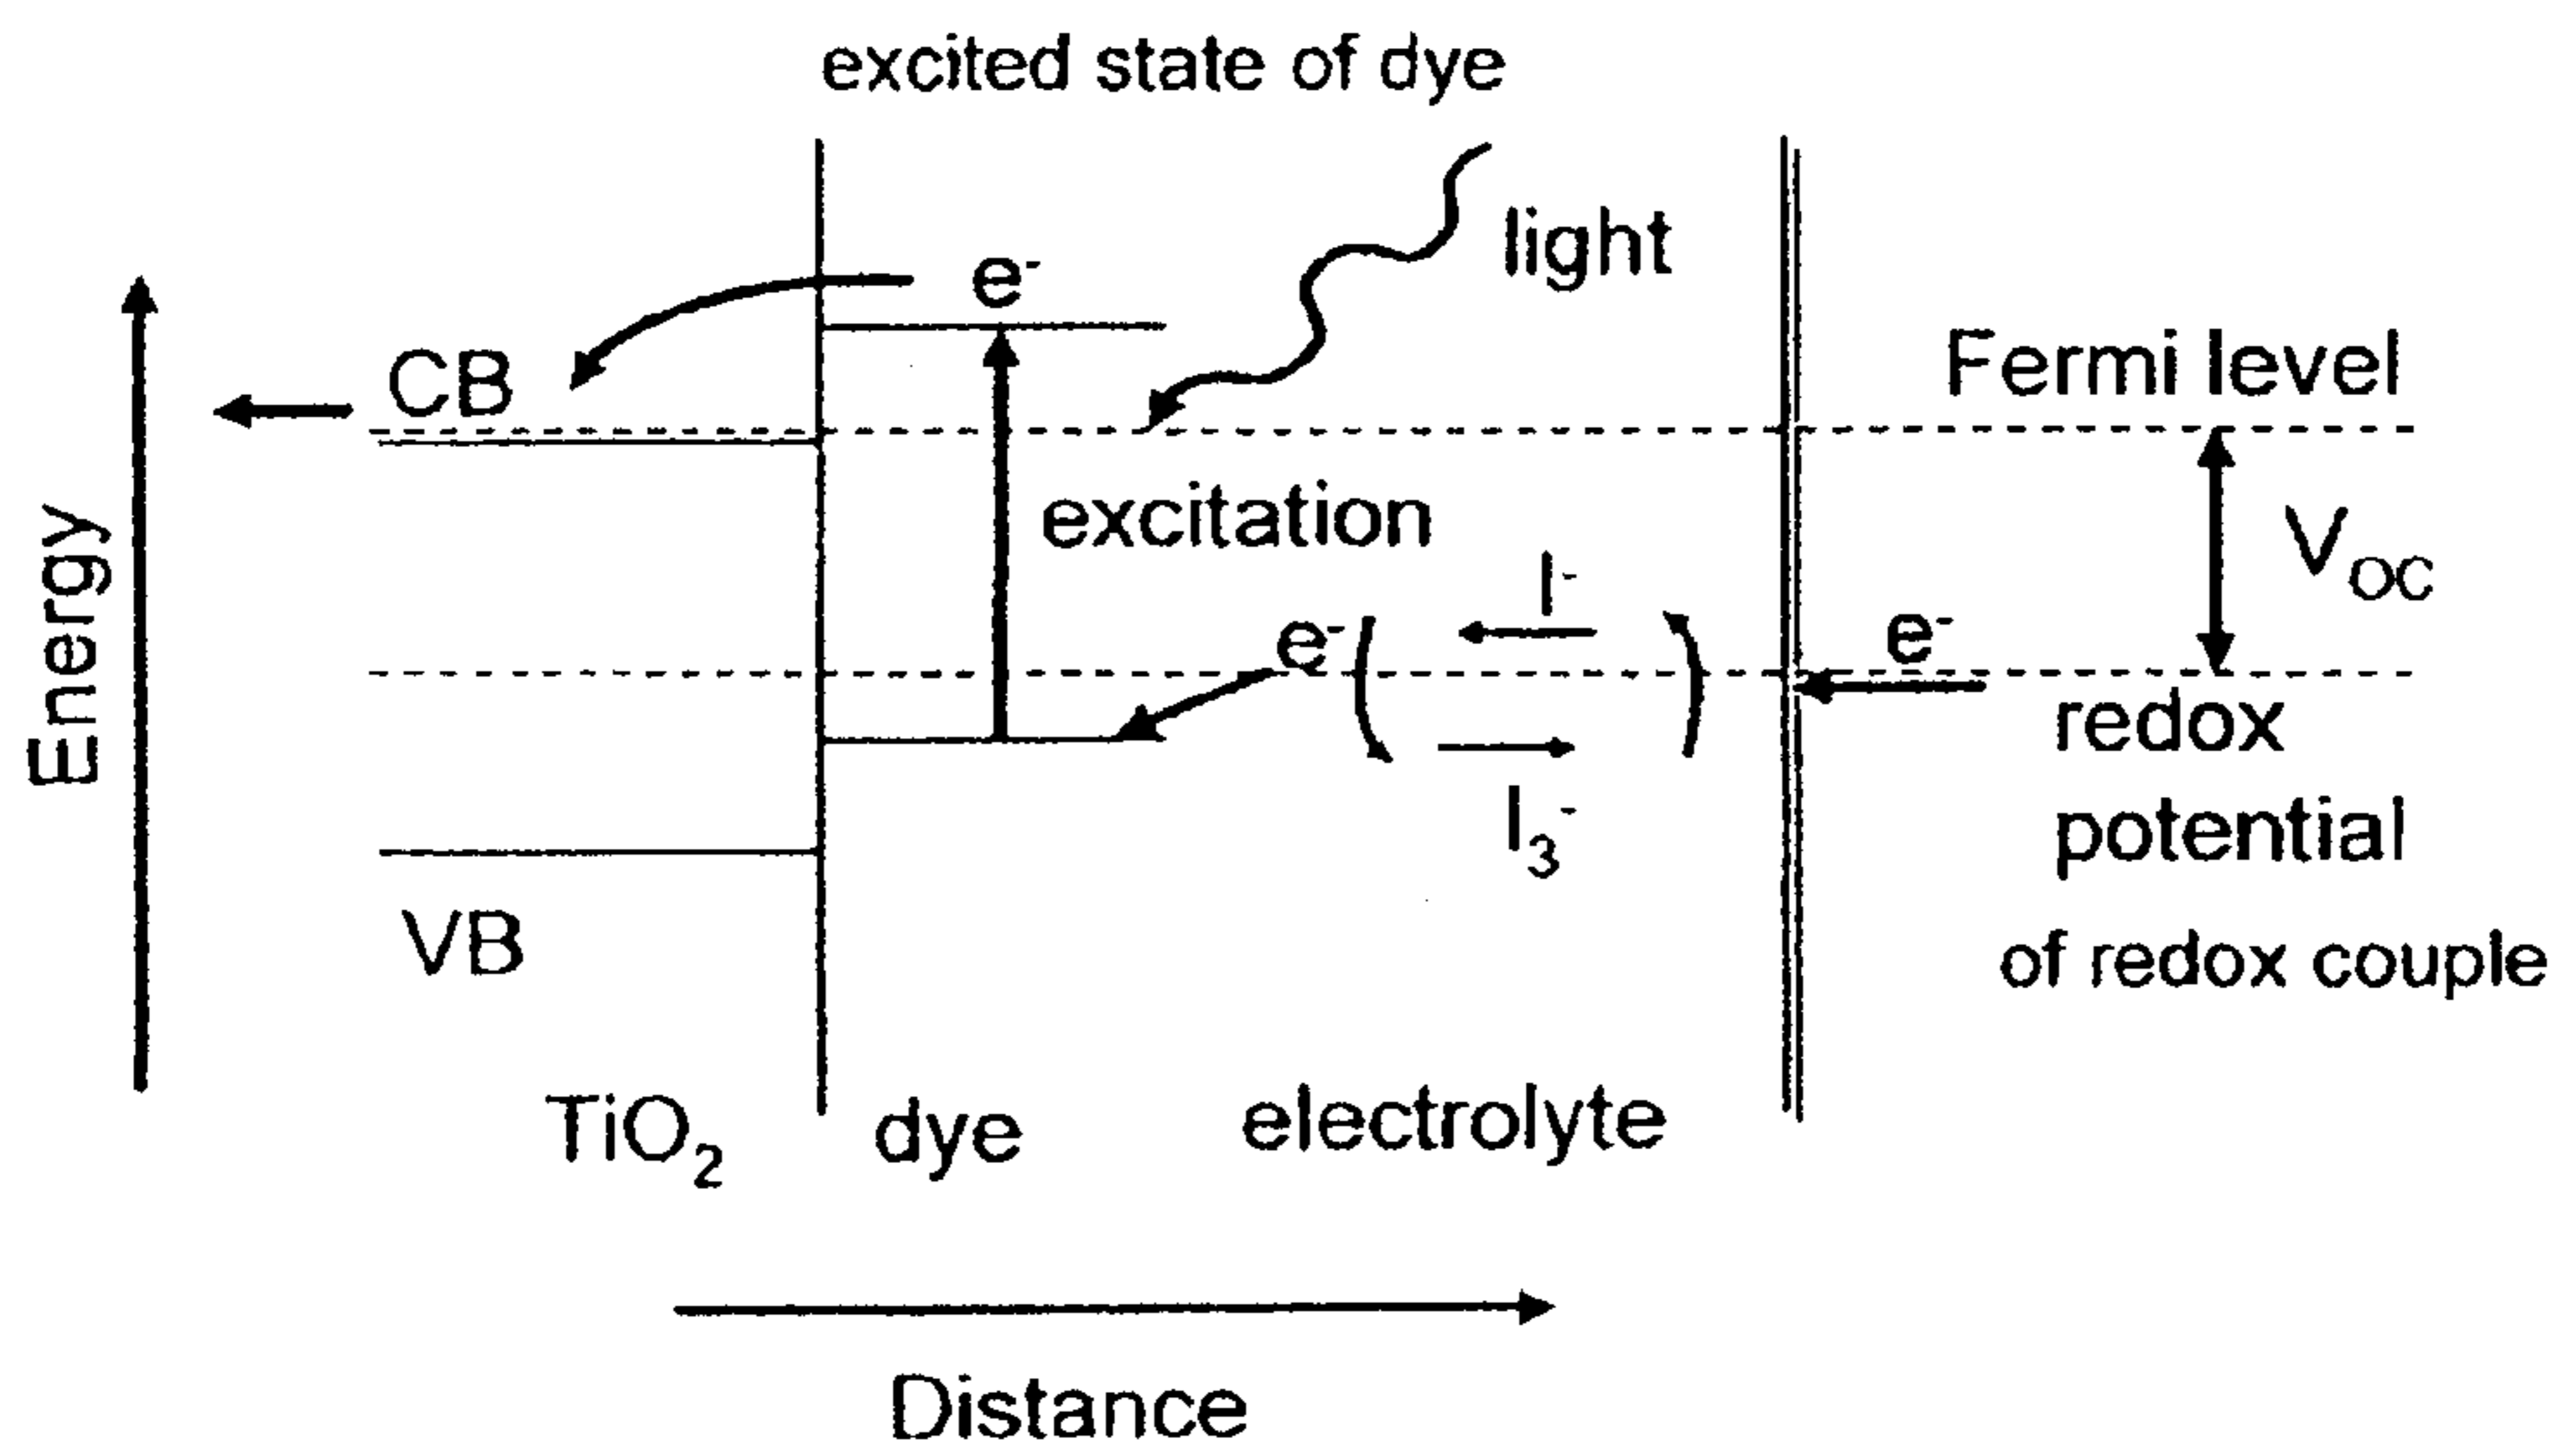 excited state of dye
light
e-
CB
Fermi level
Energy
excitation
VOC
I-
e-
e-
redox
potential
of redox couple
I3-
VB
TiO2
dye
electrolyte
Distance